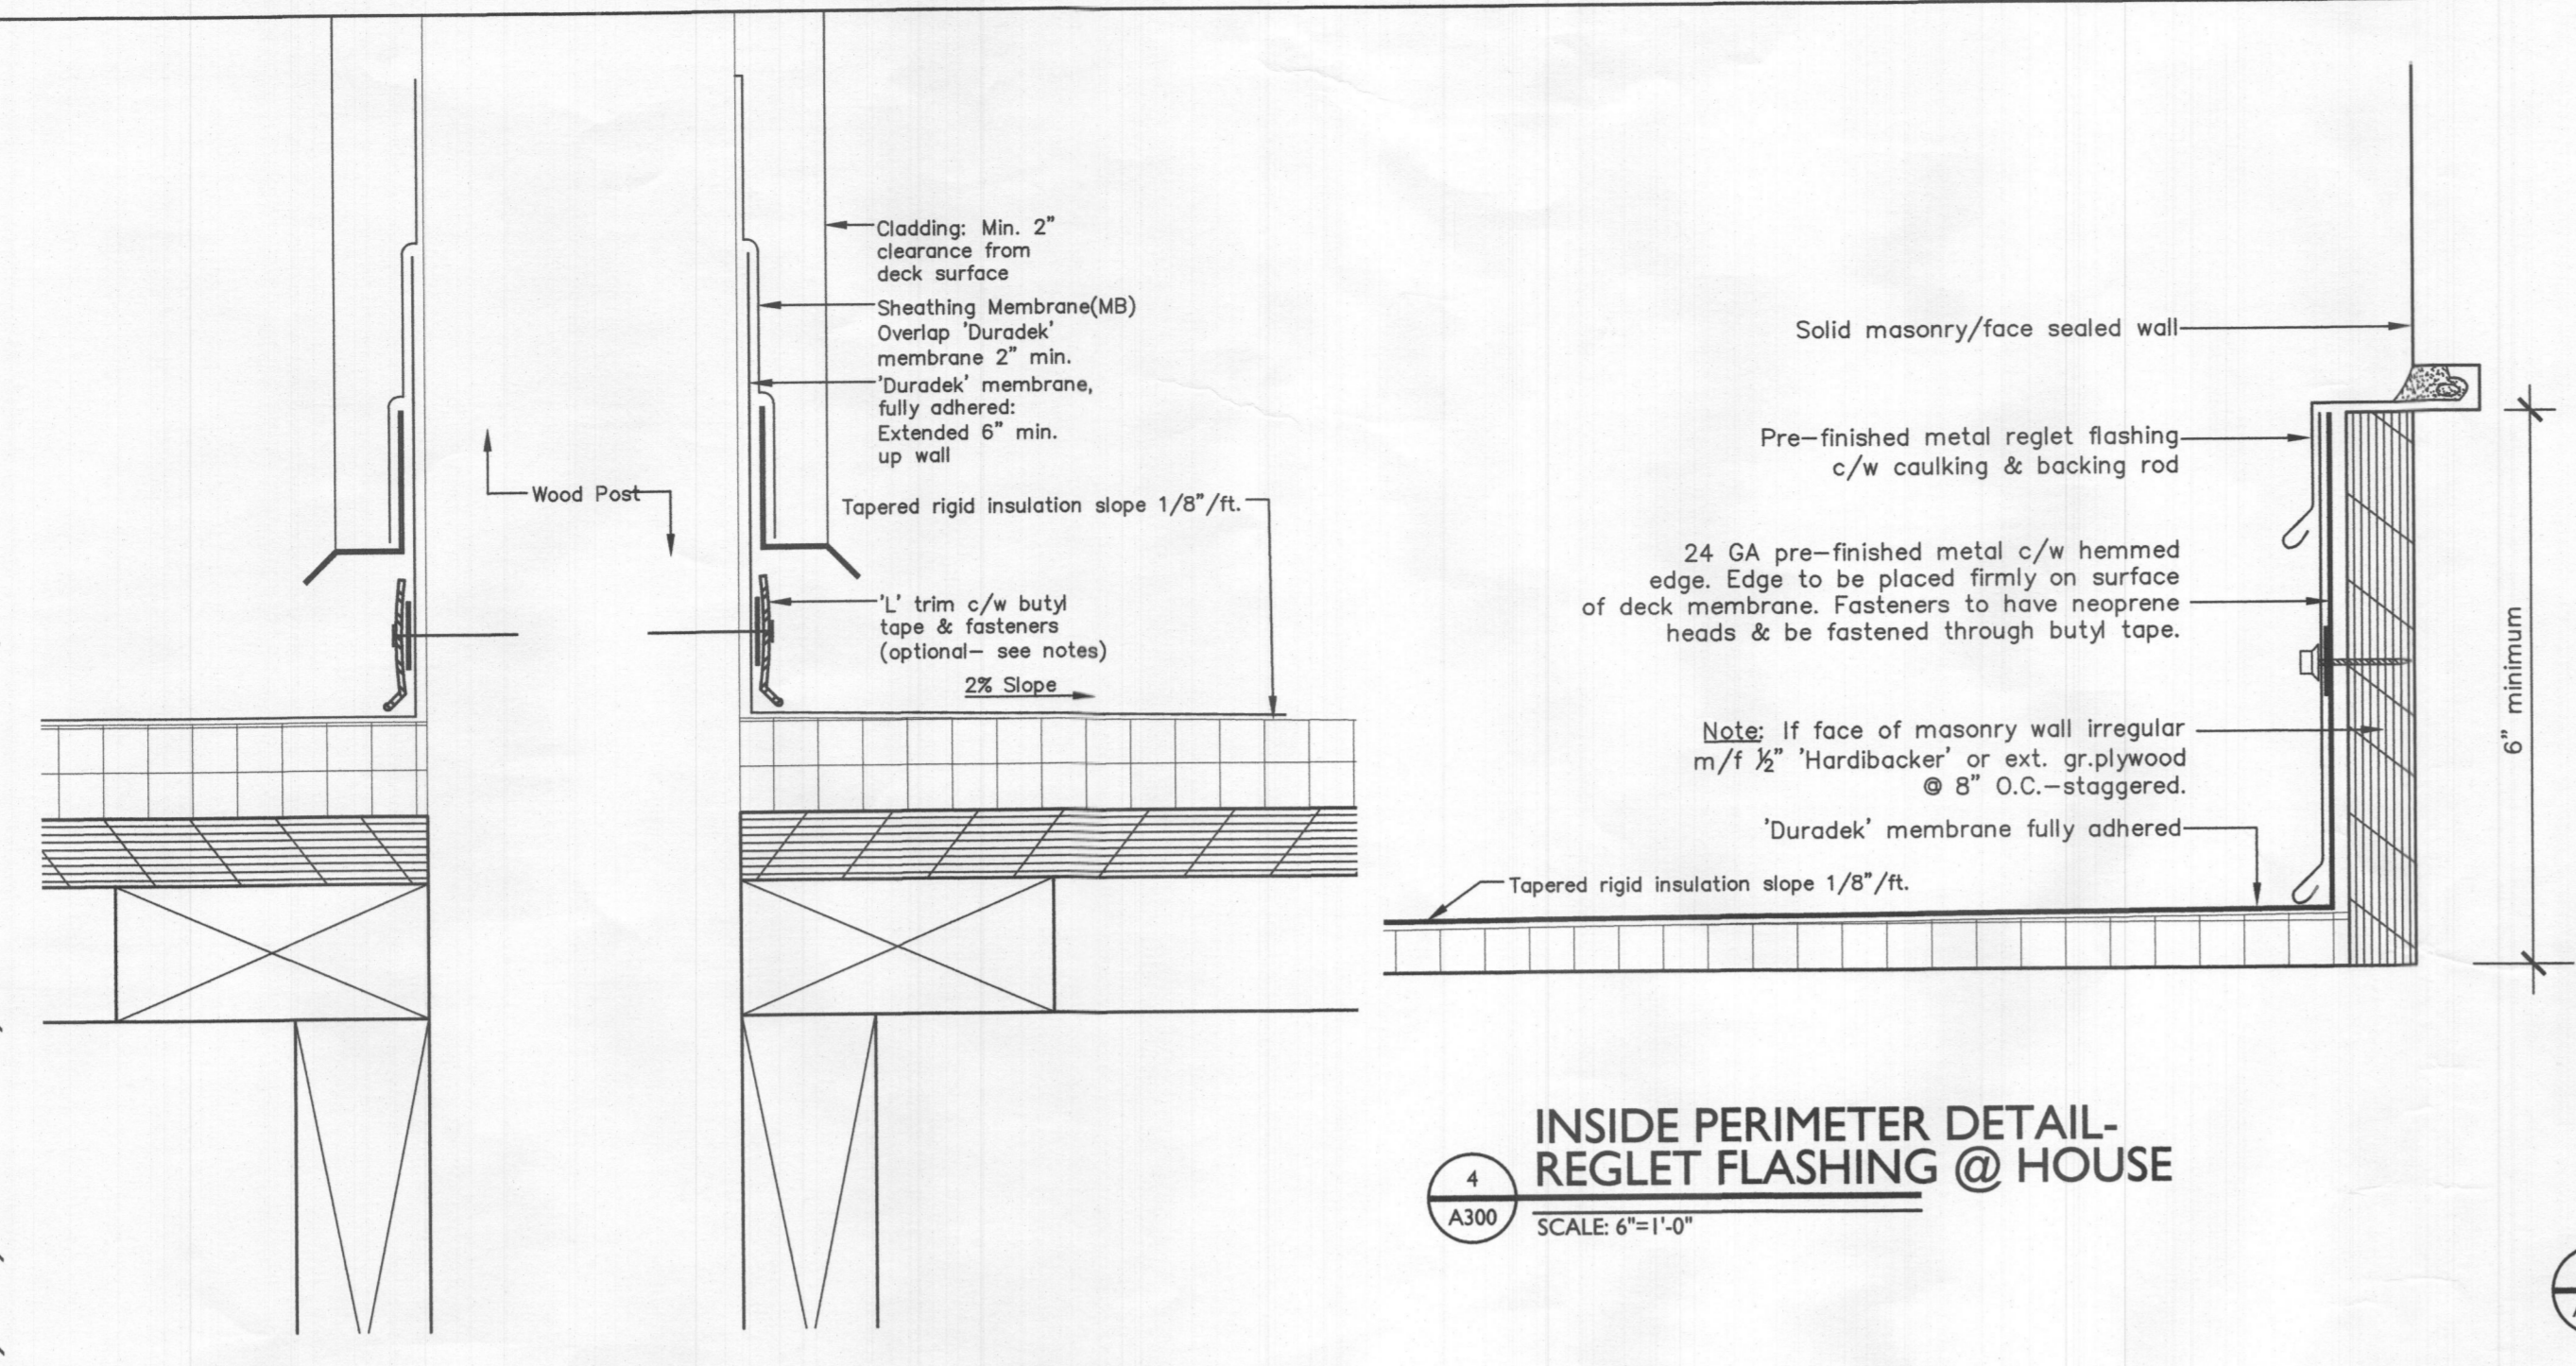 Cladding: Min. 2"
clearance from
deck surface
Sheathing Membrane(MB)
Overlap 'Duradek'
membrane 2" min.
'Duradek' membrane,
fully adhered:
Extended 6" min.
up wall
Wood Post
Tapered rigid insulation slope 1/8"/ft.
'L' trim c/w butyl
tape & fasteners
(optional– see notes)
2% Slope
Solid masonry/face sealed wall
Pre–finished metal reglet flashing
c/w caulking & backing rod
24 GA pre–finished metal c/w hemmed
edge. Edge to be placed firmly on surface
of deck membrane. Fasteners to have neoprene
heads & be fastened through butyl tape.
6" minimum
Note: If face of masonry wall irregular
m/f ½" 'Hardibacker' or ext. gr.plywood
@ 8" O.C.–staggered.
'Duradek' membrane fully adhered
Tapered rigid insulation slope 1/8"/ft.
INSIDE PERIMETER DETAIL-
REGLET FLASHING @ HOUSE
4
A300
SCALE: 6"=1'-0"